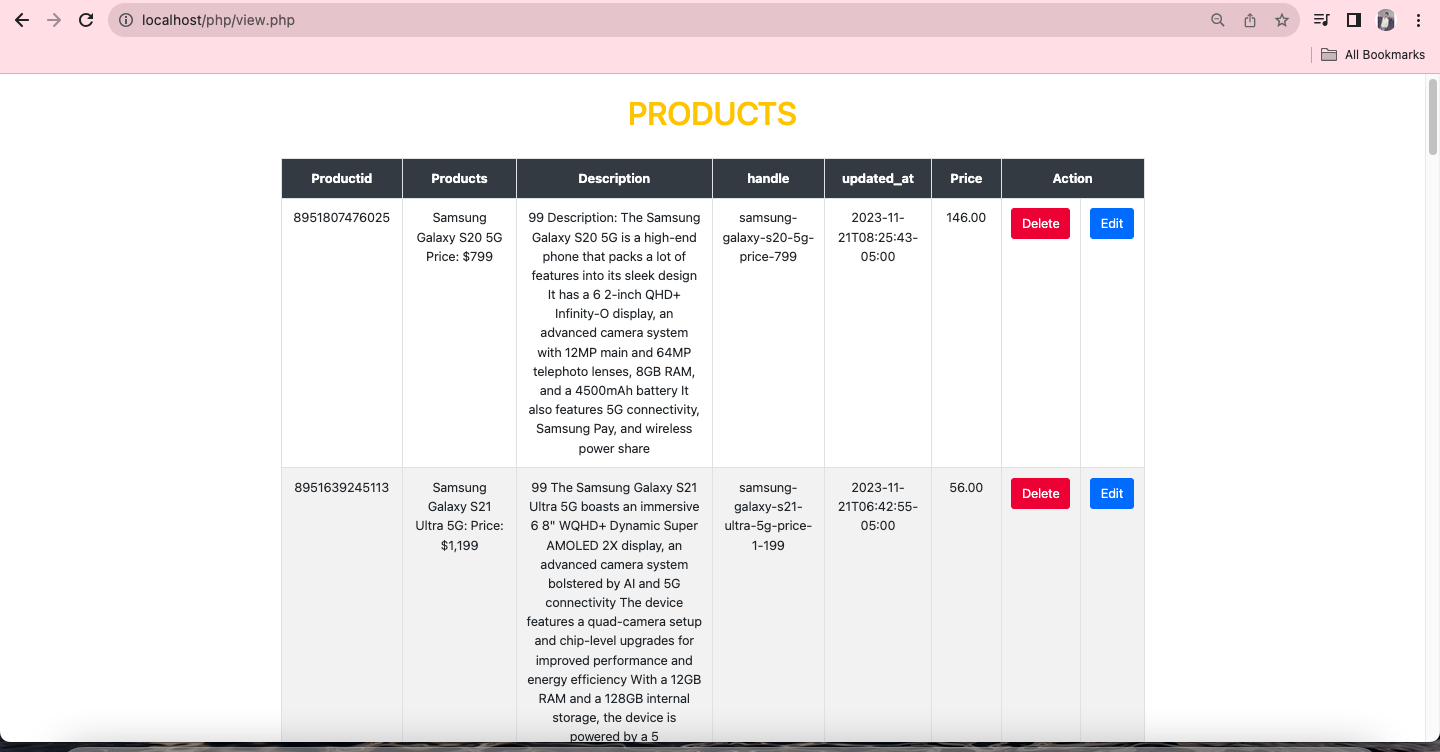 localhost/php/view.php
All Bookmarks
PRODUCTS
Productid
Products
Description
handle
updated_at
Price
Action
8951807476025
Samsung
Galaxy S20 5G
Price: $799
99 Description: The Samsung
Galaxy S20 5G is a high-end
phone that packs a lot of
features into its sleek design
It has a 6 2-inch QHD+
Infinity-O display, an
advanced camera system
with 12MP main and 64MP
telephoto lenses, 8GB RAM,
and a 4500mAh battery It
also features 5G connectivity,
Samsung Pay, and wireless
power share
samsung-
galaxy-s20-5g-
price-799
2023-11-
21T08:25:43-
05:00
146.00
Delete
Edit
8951639245113
Samsung
Galaxy S21
Ultra 5G: Price:
$1,199
99 The Samsung Galaxy S21
Ultra 5G boasts an immersive
6 8" WQHD+ Dynamic Super
AMOLED 2X display, an
advanced camera system
bolstered by AI and 5G
connectivity The device
features a quad-camera setup
and chip-level upgrades for
improved performance and
energy efficiency With a 12GB
RAM and a 128GB internal
storage, the device is
powered by a 5
samsung-
galaxy-s21-
ultra-5g-price-
1-199
2023-11-
21T06:42:55-
05:00
56.00
Delete
Edit